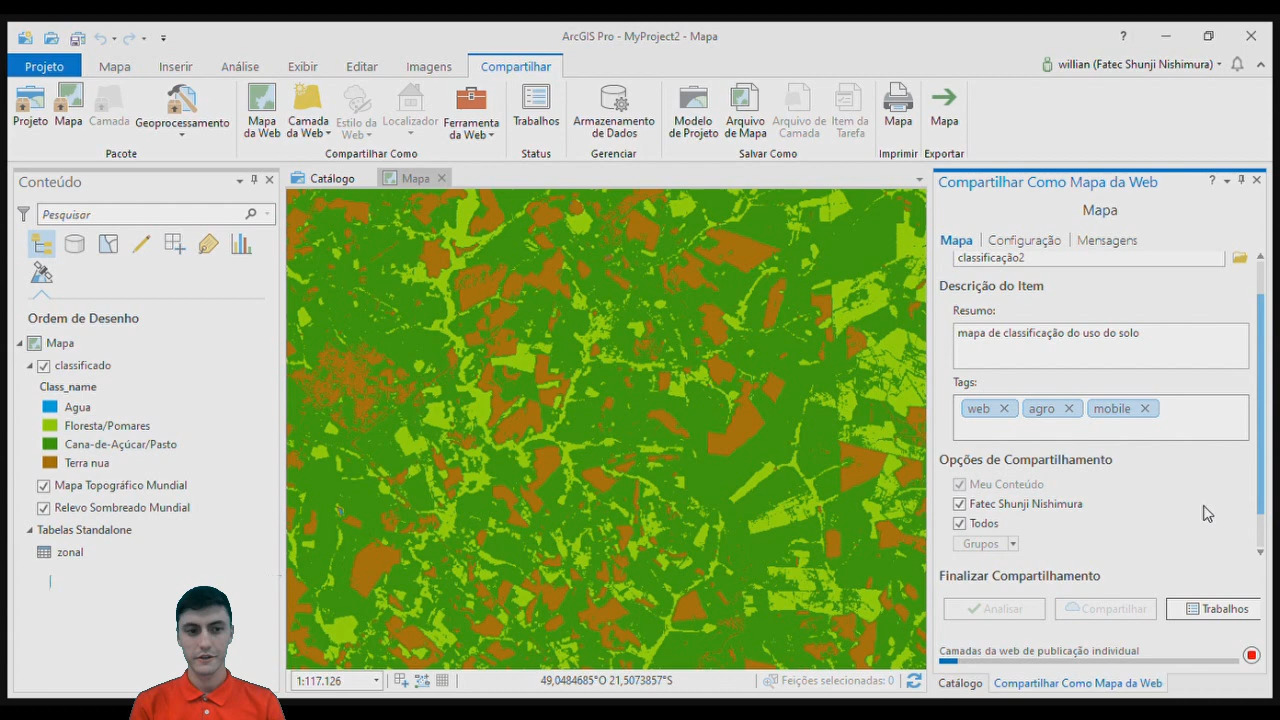 ArcGIS Pro - MyProject2 - Mapa
?
Projeto Mapa Inserir Análise Exibir Editar Imagens Compartilhar
willian (Fatec Shunji Nishimura)
Projeto Mapa Camada Geoprocessamento
Mapa da Web
Camada da Web
Estilo da Web
Localizador
Ferramenta da Web
Trabalhos
Armazenamento de Dados
Modelo de Projeto
Arquivo de Mapa
Arquivo de Camada
Item da Tarefa
Mapa
Mapa
Pacote Compartilhar Como Status Gerenciar Salvar Como Imprimir Exportar
Conteúdo
Pesquisar
Ordem de Desenho
Mapa
classificado
Class_name
Agua
Floresta/Pomares
Cana-de-Açúcar/Pasto
Terra nua
Mapa Topográfico Mundial
Relevo Sombreado Mundial
Tabelas Standalone
zonal
Catálogo Mapa
1:117.126
49,0484685°O 21,5073857°S
Feições selecionadas: 0
Compartilhar Como Mapa da Web
?
Mapa
Mapa Configuração Mensagens
classificação2
Descrição do Item
Resumo:
mapa de classificação do uso do solo
Tags:
web agro mobile
Opções de Compartilhamento
Meu Conteúdo
Fatec Shunji Nishimura
Todos
Grupos
Finalizar Compartilhamento
Analisar Compartilhar Trabalhos
Camadas da web de publicação individual
Catálogo Compartilhar Como Mapa da Web